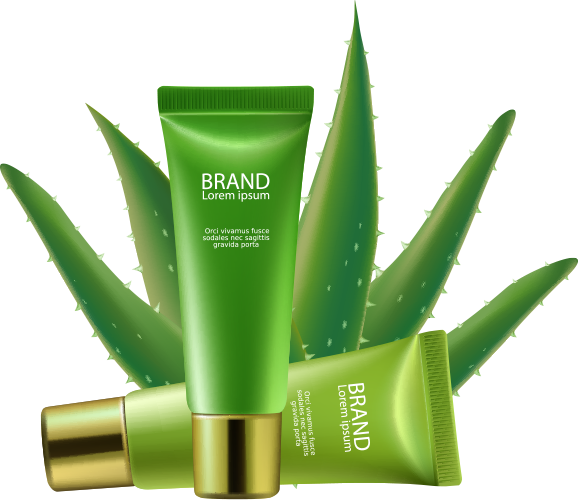 BRAND
Lorem ipsum
Orci vivamus fusce
sodales nec sagittis
gravida porta
BRAND
Lorem ipsum
Orci vivamus fusce
sodales nec sagittis
gravida porta